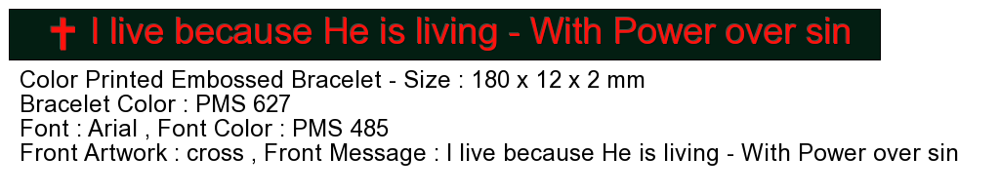 I live because He is living - With Power over sin
Color Printed Embossed Bracelet - Size : 180 x 12 x 2 mm
Bracelet Color : PMS 627
Font : Arial , Font Color : PMS 485
Front Artwork : cross , Front Message : I live because He is living - With Power over sin